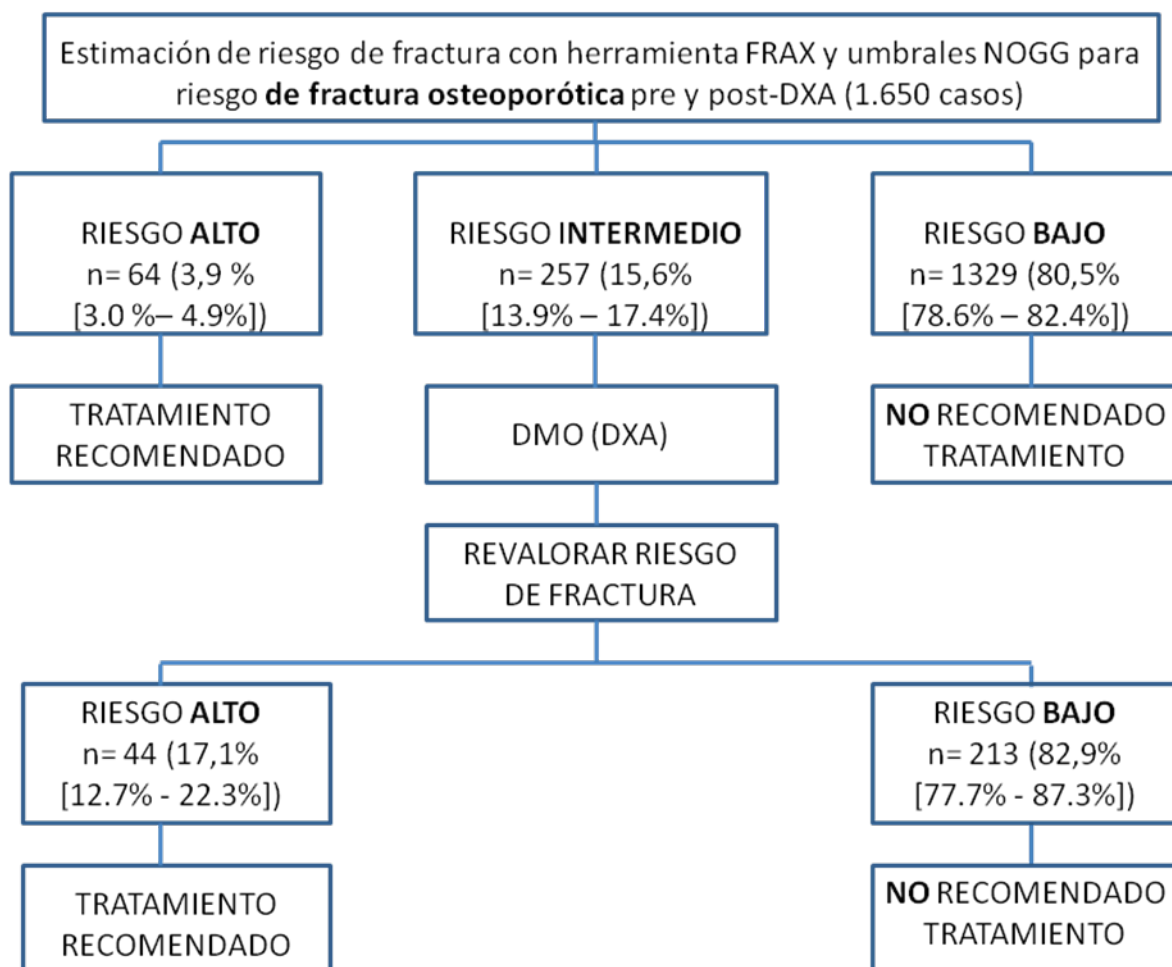 Estimación de riesgo de fractura con herramienta FRAX y umbrales NOGG para
riesgo de fractura osteoporótica pre y post-DXA (1.650 casos)
RIESGO ALTO
n= 64 (3,9 %
[3.0 %– 4.9%])
RIESGO INTERMEDIO
n= 257 (15,6%
[13.9% – 17.4%])
RIESGO BAJO
n= 1329 (80,5%
[78.6% – 82.4%])
TRATAMIENTO
RECOMENDADO
DMO (DXA)
NO RECOMENDADO
TRATAMIENTO
REVALORAR RIESGO
DE FRACTURA
RIESGO ALTO
n= 44 (17,1%
[12.7% - 22.3%])
RIESGO BAJO
n= 213 (82,9%
[77.7% - 87.3%])
TRATAMIENTO
RECOMENDADO
NO RECOMENDADO
TRATAMIENTO